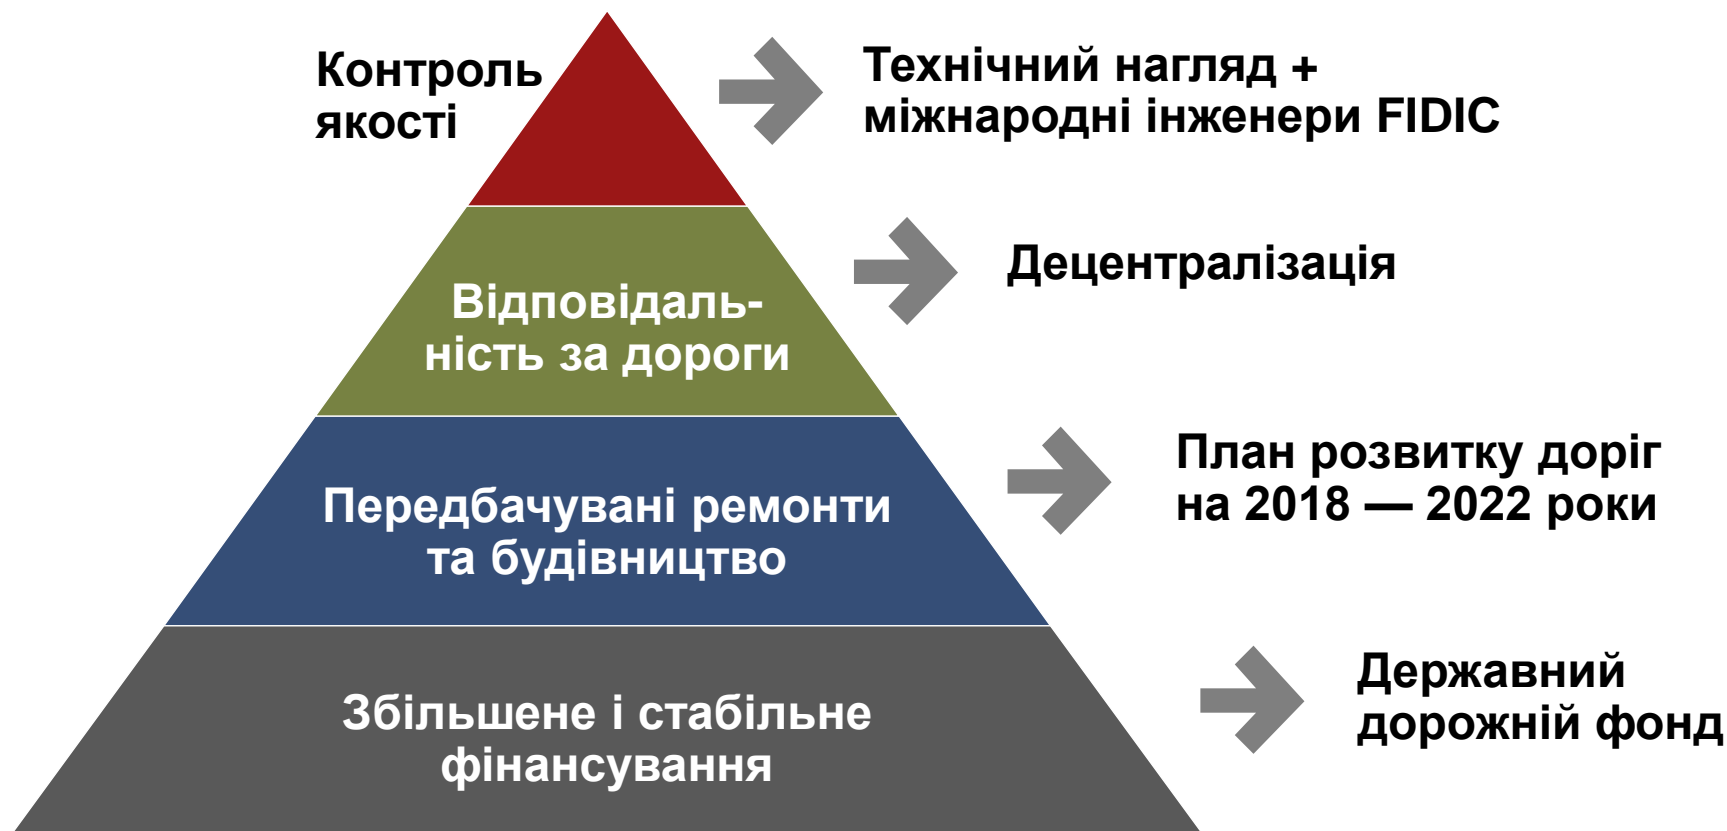 Контроль
якості
Технічний нагляд +
міжнародні інженери FIDIC
Відповідаль-
ність за дороги
Децентралізація
Передбачувані ремонти
та будівництво
План розвитку доріг
на 2018 — 2022 роки
Збільшене і стабільне
фінансування
Державний
дорожній фонд